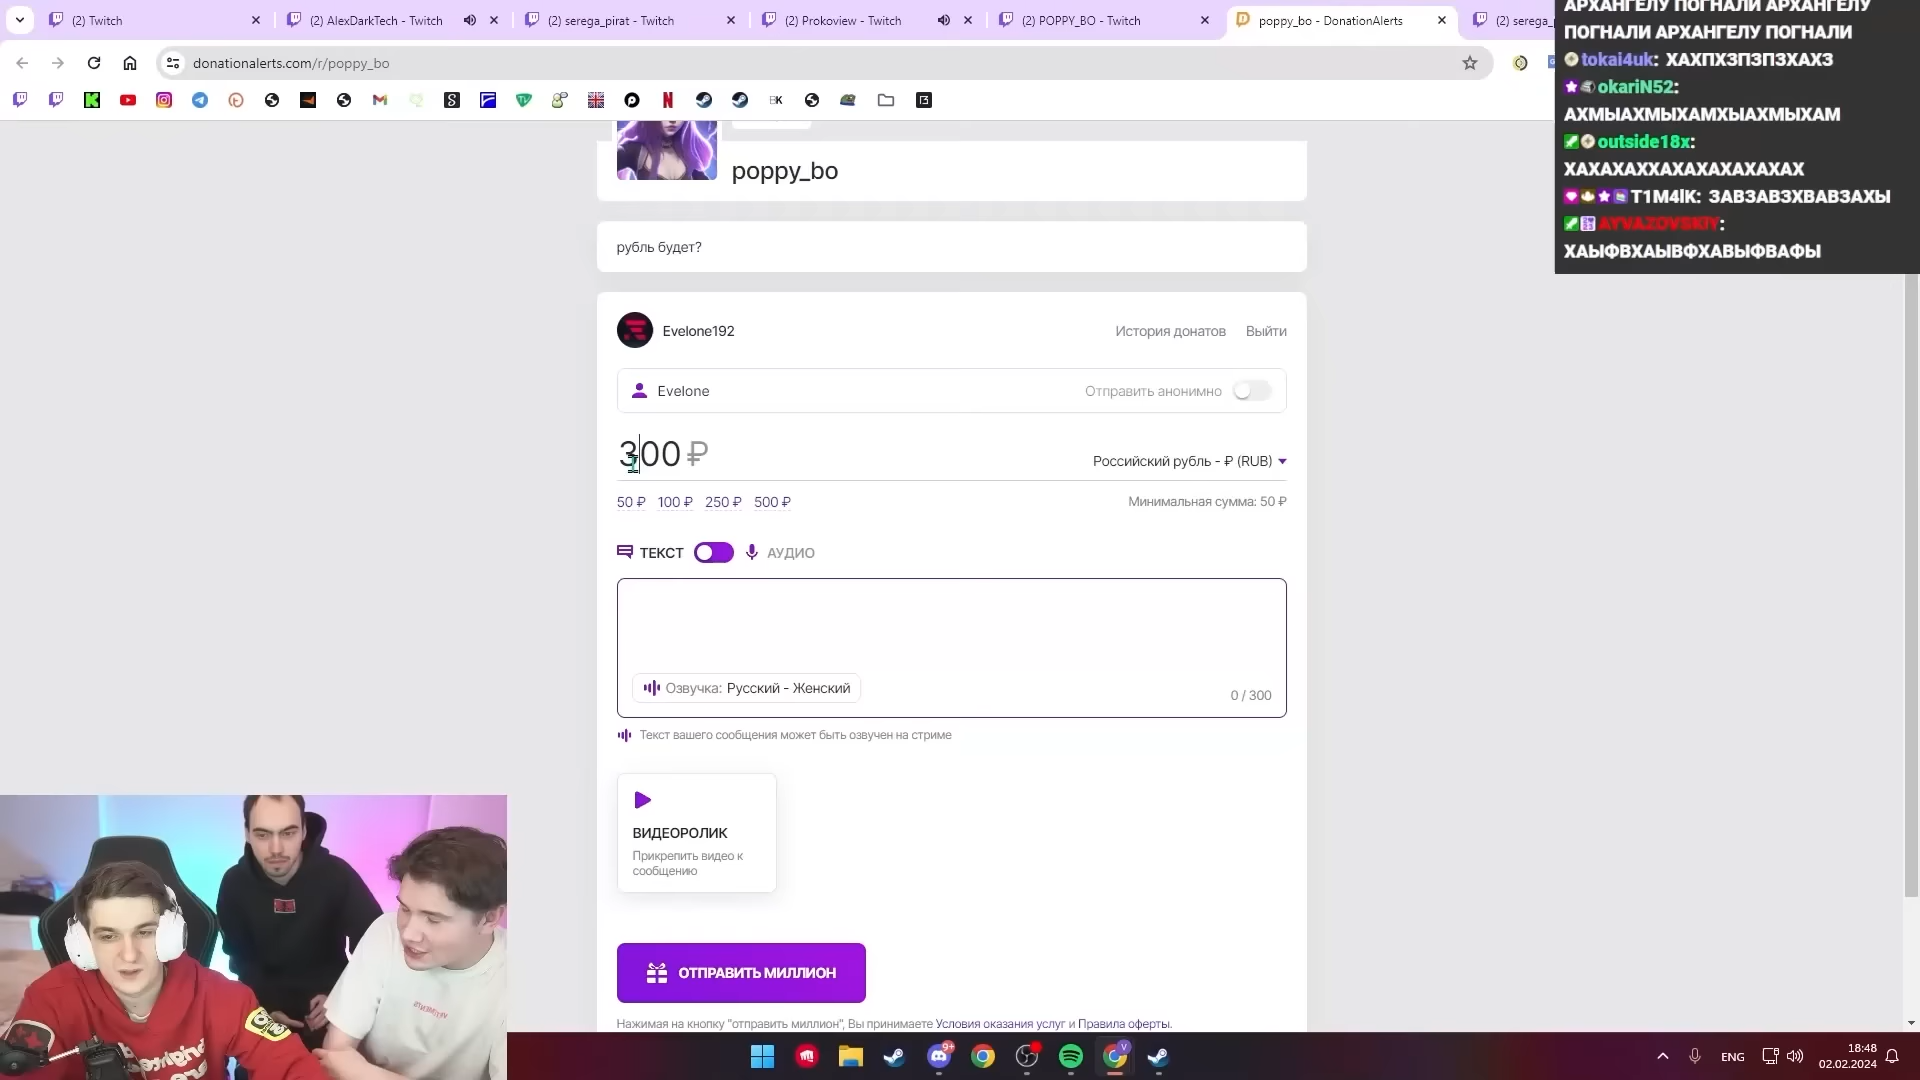 (2) Twitch
(2) AlexDarkTech - Twitch
(2) serega_pirat - Twitch
(2) Prokoview - Twitch
(2) POPPY_BO - Twitch
poppy_bo - DonationAlerts
(2) serega_p
donationalerts.com/r/poppy_bo
АРХАНГЕЛУ ПОГНАЛИ АРХАНГЕЛУ
ПОГНАЛИ АРХАНГЕЛУ ПОГНАЛИ
tokai4uk: ХАХПХЗПЗПЗХАХЗ
okariN52:
АХМЫАХМЫХАМХЫАХМЫХАМ
outside18x:
ХАХАХАХХАХАХАХАХАХАХ
T1M4lK: ЗАВЗАВЗХВАВЗАХЫ
AYVAZOVSKIY:
ХАЫФВХАЫВФХАВЫФВАФЫ
poppy_bo
рубль будет?
Evelone192
История донатов
Выйти
Evelone
Отправить анонимно
300 ₽
Российский рубль - ₽ (RUB)
50 ₽ 100 ₽ 250 ₽ 500 ₽
Минимальная сумма: 50 ₽
ТЕКСТ
АУДИО
Озвучка: Русский - Женский
0 / 300
Текст вашего сообщения может быть озвучен на стриме
ВИДЕОРОЛИК
Прикрепить видео к
сообщению
ОТПРАВИТЬ МИЛЛИОН
Нажимая на кнопку "отправить миллион", Вы принимаете Условия оказания услуг и Правила оферты.
9+
V
ENG
18:48
02.02.2024